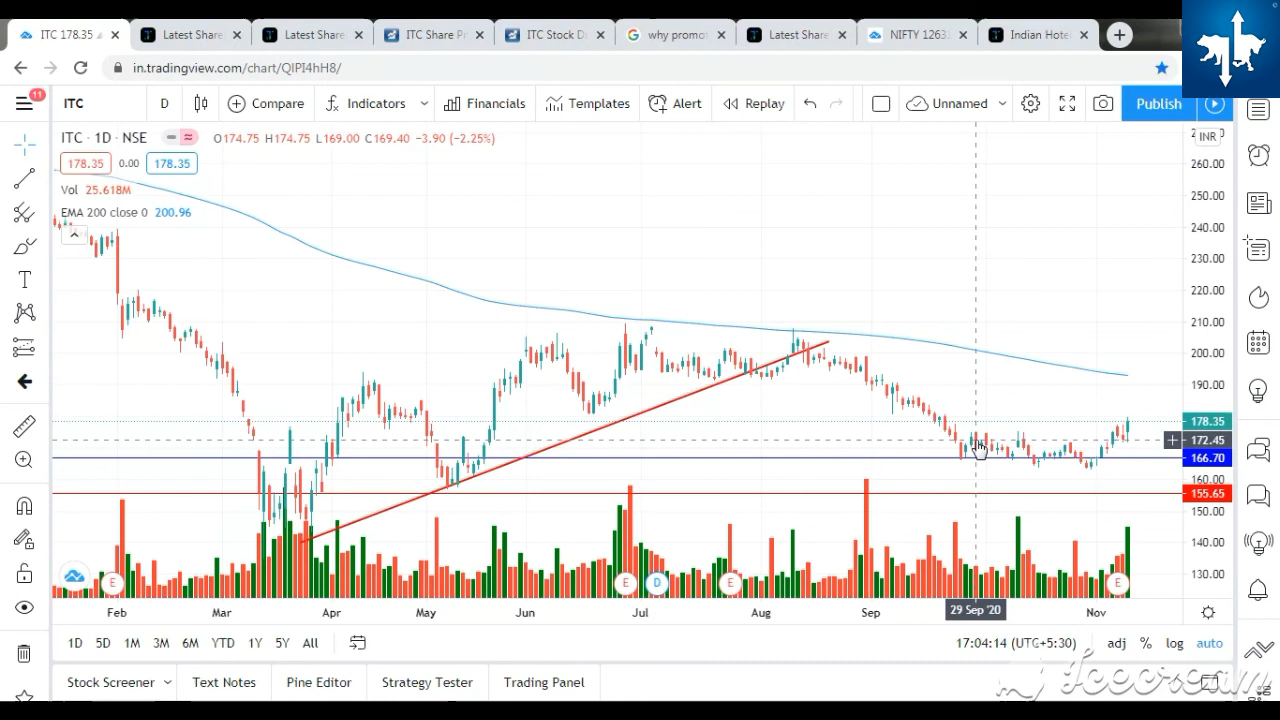 ITC 178.35
Latest Share
Latest Share
ITC Share Pr
ITC Stock D
why promot
Latest Share
NIFTY 1263
Indian Hote
in.tradingview.com/chart/QIPI4hH8/
11
ITC
D
Compare
Indicators
Financials
Templates
Alert
Replay
Unnamed
Publish
ITC · 1D · NSE
O174.75 H174.75 L169.00 C169.40 −3.90 (−2.25%)
INR
178.35 0.00 178.35
Vol 25.618M
EMA 200 close 0 200.96
260.00
250.00
240.00
230.00
220.00
210.00
200.00
190.00
178.35
172.45
166.70
160.00
155.65
150.00
140.00
130.00
E
E
D
E
E
Feb
Mar
Apr
May
Jun
Jul
Aug
Sep
29 Sep '20
Nov
1D 5D 1M 3M 6M YTD 1Y 5Y All
17:04:14 (UTC+5:30)
adj % log auto
Stock Screener
Text Notes
Pine Editor
Strategy Tester
Trading Panel
Icecream